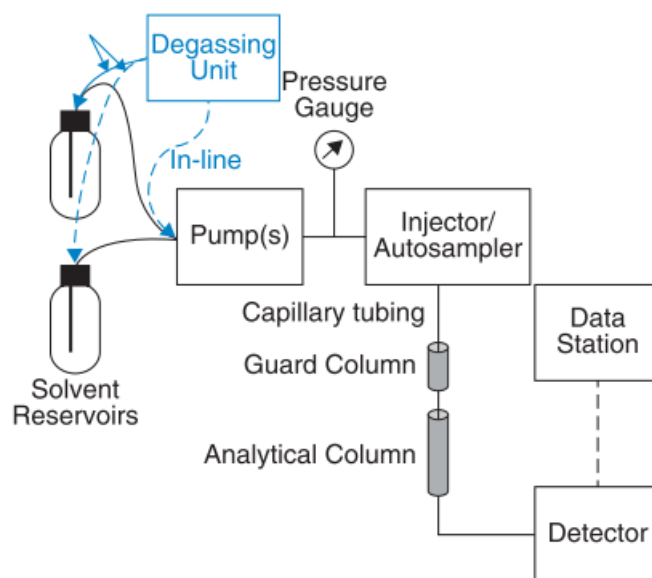 Degassing
Unit
Pressure
Gauge
In-line
Pump(s)
Injector/
Autosampler
Capillary tubing
Data
Station
Guard Column
Solvent
Reservoirs
Analytical Column
Detector